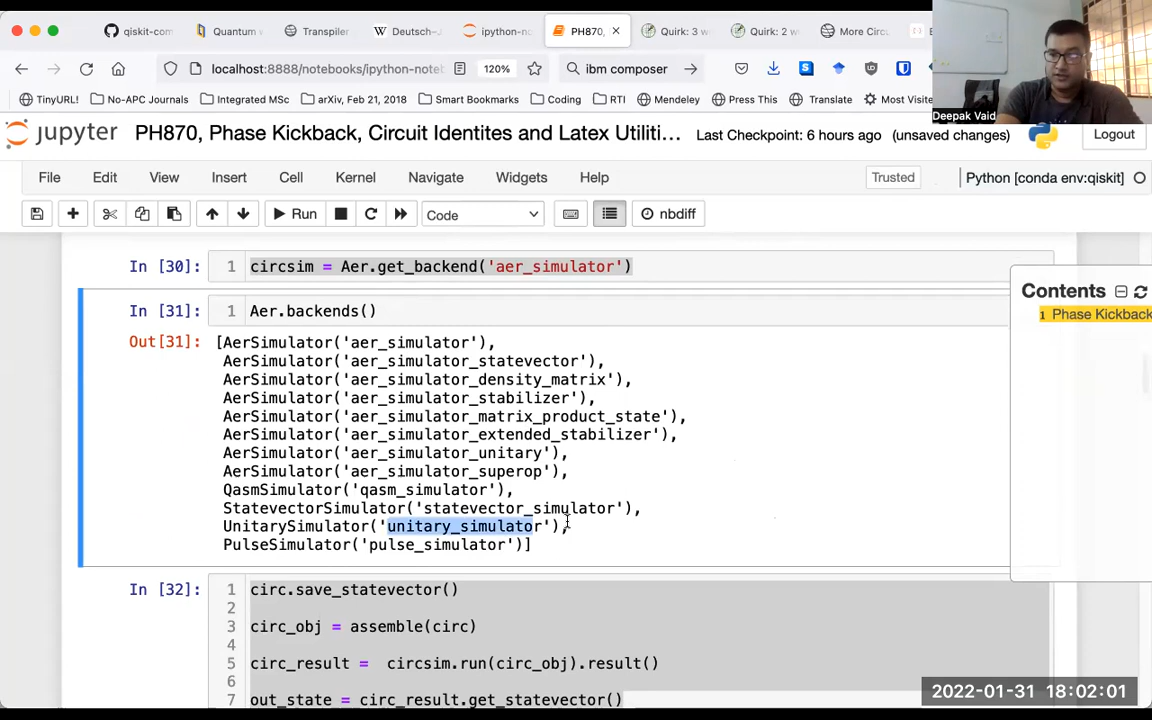 qiskit-com
Quantum
Transpiler
Deutsch-J
ipython-no
PH870,
Quirk: 3 w
Quirk: 2 w
More Circ
localhost:8888/notebooks/ipython-note
120%
ibm composer
TinyURL!
No-APC Journals
Integrated MSc
arXiv, Feb 21, 2018
Smart Bookmarks
Coding
RTI
Mendeley
Press This
Translate
Most Visite
Deepak Vaid
jupyter
PH870, Phase Kickback, Circuit Identites and Latex Utiliti...
Last Checkpoint: 6 hours ago
(unsaved changes)
Logout
File
Edit
View
Insert
Cell
Kernel
Navigate
Widgets
Help
Trusted
Python [conda env:qiskit]
Run
Code
nbdiff
In [30]: 1 circsim = Aer.get_backend('aer_simulator')
Contents
In [31]: 1 Aer.backends()
1 Phase Kickback
Out[31]: [AerSimulator('aer_simulator'),
AerSimulator('aer_simulator_statevector'),
AerSimulator('aer_simulator_density_matrix'),
AerSimulator('aer_simulator_stabilizer'),
AerSimulator('aer_simulator_matrix_product_state'),
AerSimulator('aer_simulator_extended_stabilizer'),
AerSimulator('aer_simulator_unitary'),
AerSimulator('aer_simulator_superop'),
QasmSimulator('qasm_simulator'),
StatevectorSimulator('statevector_simulator'),
UnitarySimulator('unitary_simulator'),
PulseSimulator('pulse_simulator')]
In [32]: 1 circ.save_statevector()
2
3 circ_obj = assemble(circ)
4
5 circ_result = circsim.run(circ_obj).result()
6
7 out_state = circ_result.get_statevector()
2022-01-31 18:02:01